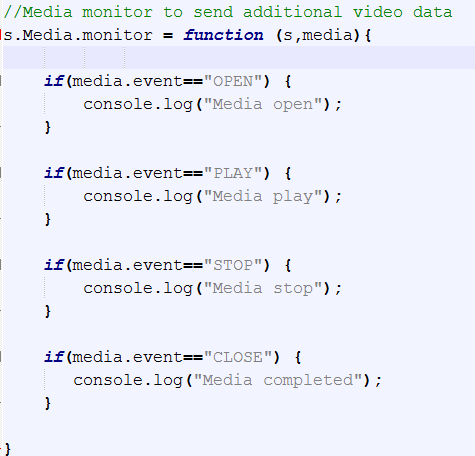 //Media monitor to send additional video data
s.Media.monitor = function (s,media){
if(media.event=="OPEN") {
console.log("Media open");
}
if(media.event=="PLAY") {
console.log("Media play");
}
if(media.event=="STOP") {
console.log("Media stop");
}
if(media.event=="CLOSE") {
console.log("Media completed");
}
}